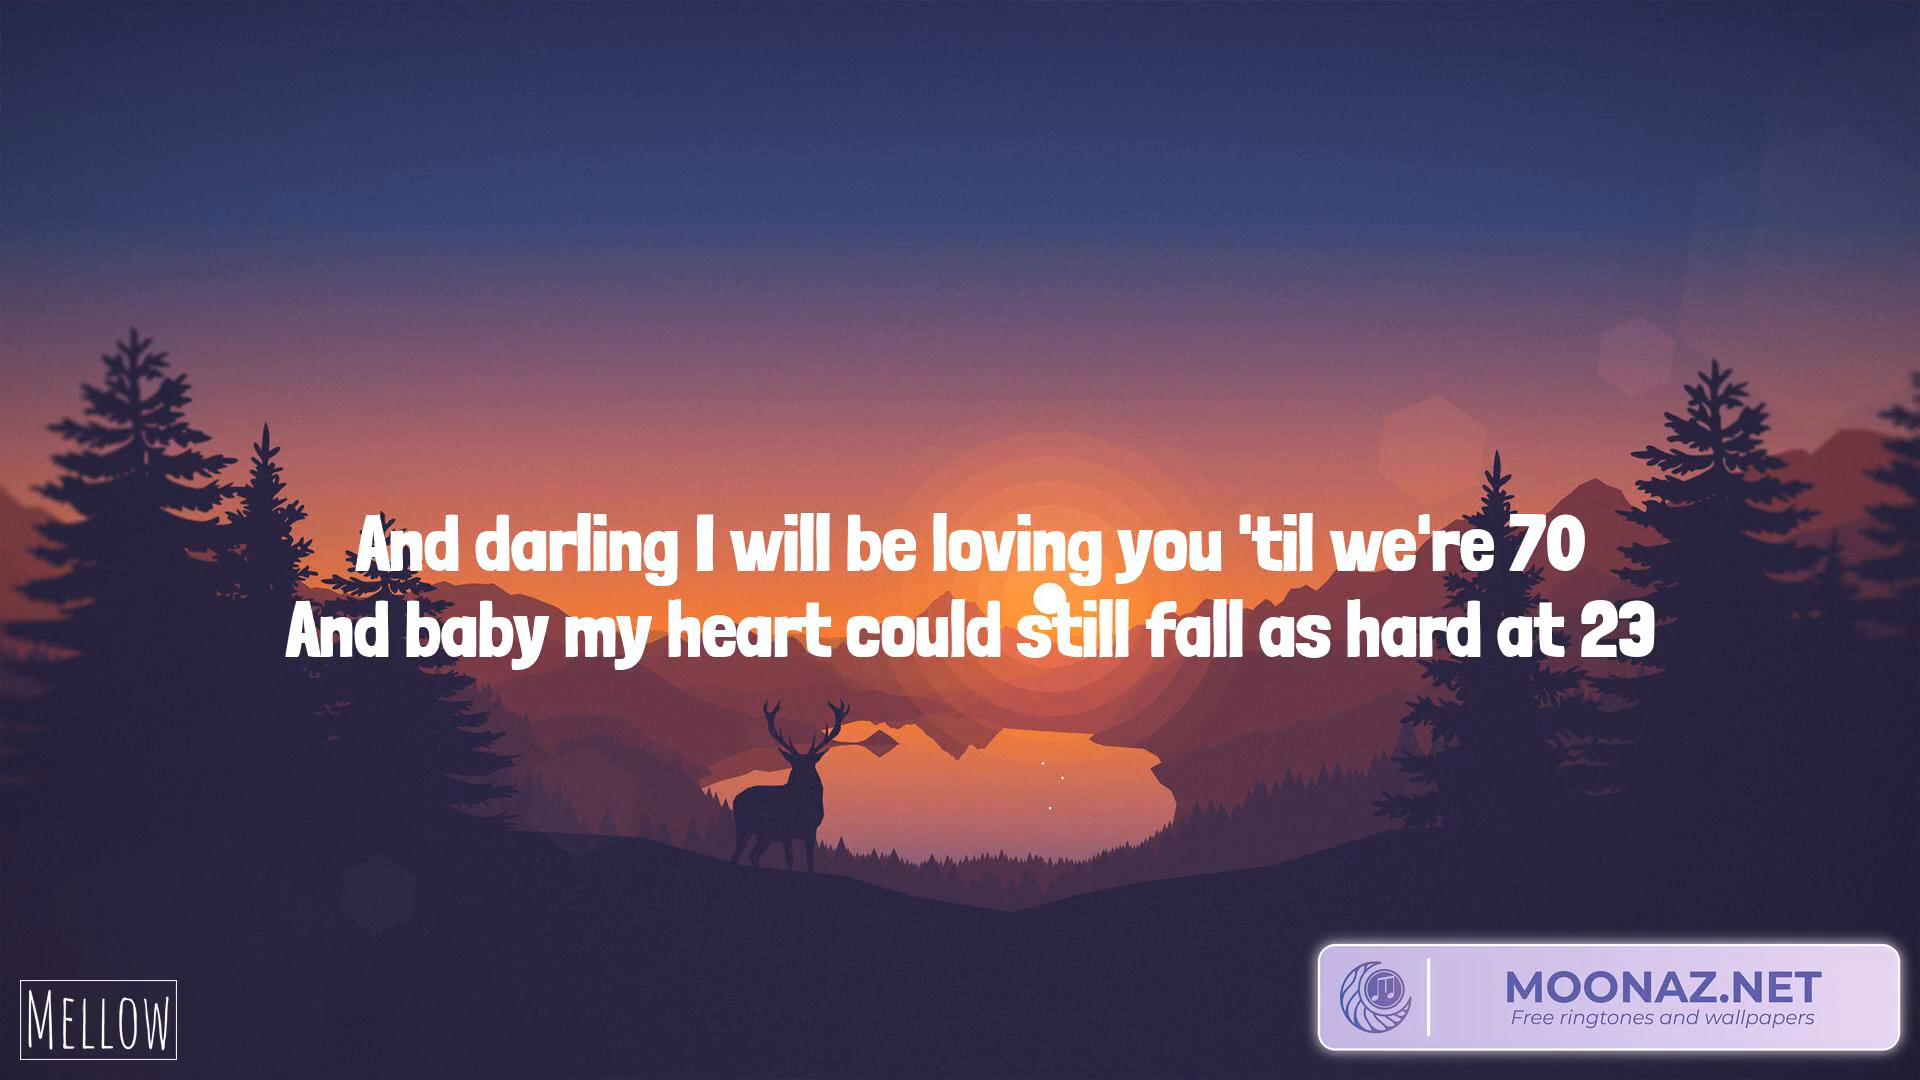 And darling I will be loving you 'til we're 70
And baby my heart could still fall as hard at 23
MELLOW
MOONAZ.NET
Free ringtones and wallpapers